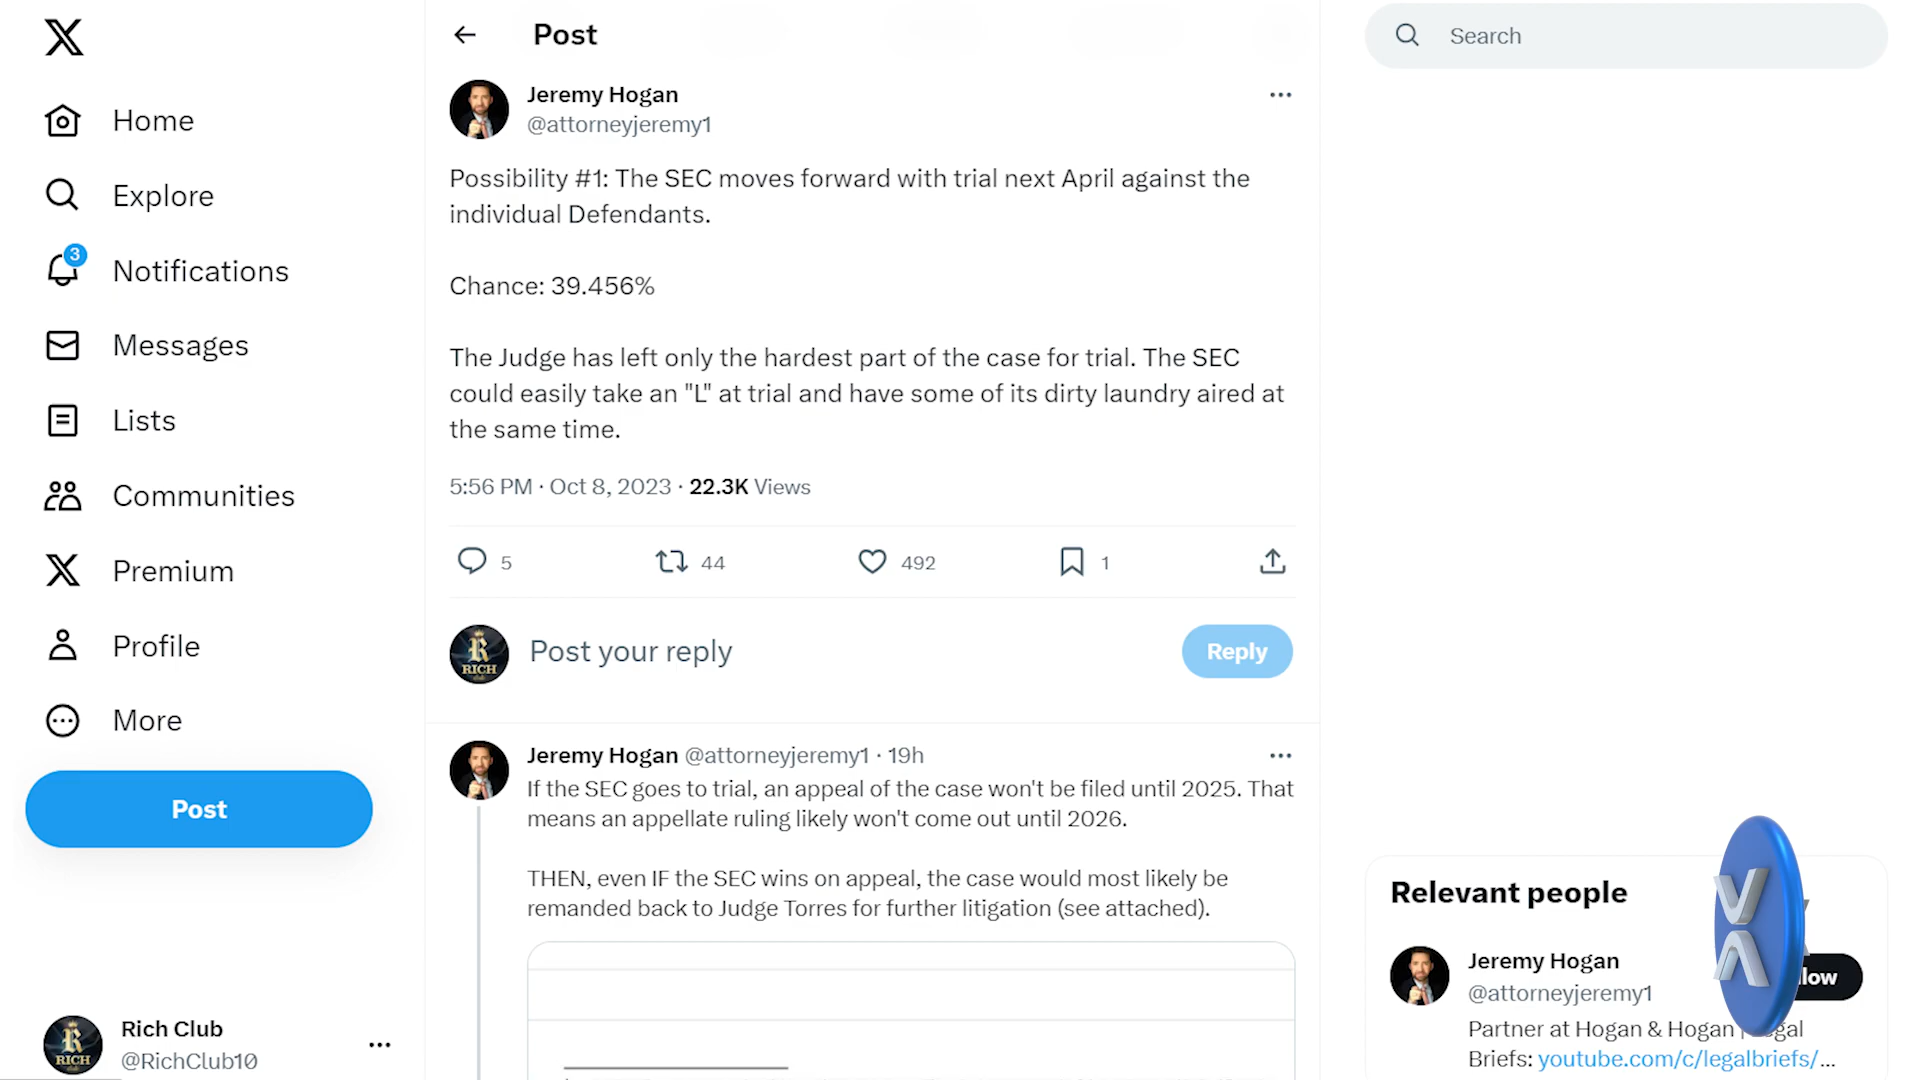 Home
Explore
3
Notifications
Messages
Lists
Communities
Premium
Profile
More
Post
Rich Club
@RichClub10
Post
Jeremy Hogan
@attorneyjeremy1
Possibility #1: The SEC moves forward with trial next April against the
individual Defendants.
Chance: 39.456%
The Judge has left only the hardest part of the case for trial. The SEC
could easily take an "L" at trial and have some of its dirty laundry aired at
the same time.
5:56 PM · Oct 8, 2023 · 22.3K Views
5 44 492 1
R
RICH
Post your reply
Reply
Jeremy Hogan @attorneyjeremy1 · 19h
If the SEC goes to trial, an appeal of the case won't be filed until 2025. That
means an appellate ruling likely won't come out until 2026.
THEN, even IF the SEC wins on appeal, the case would most likely be
remanded back to Judge Torres for further litigation (see attached).
Search
Relevant people
Jeremy Hogan
@attorneyjeremy1
Partner at Hogan & Hogan |
Briefs: youtube.com/c/legalbriefs/...